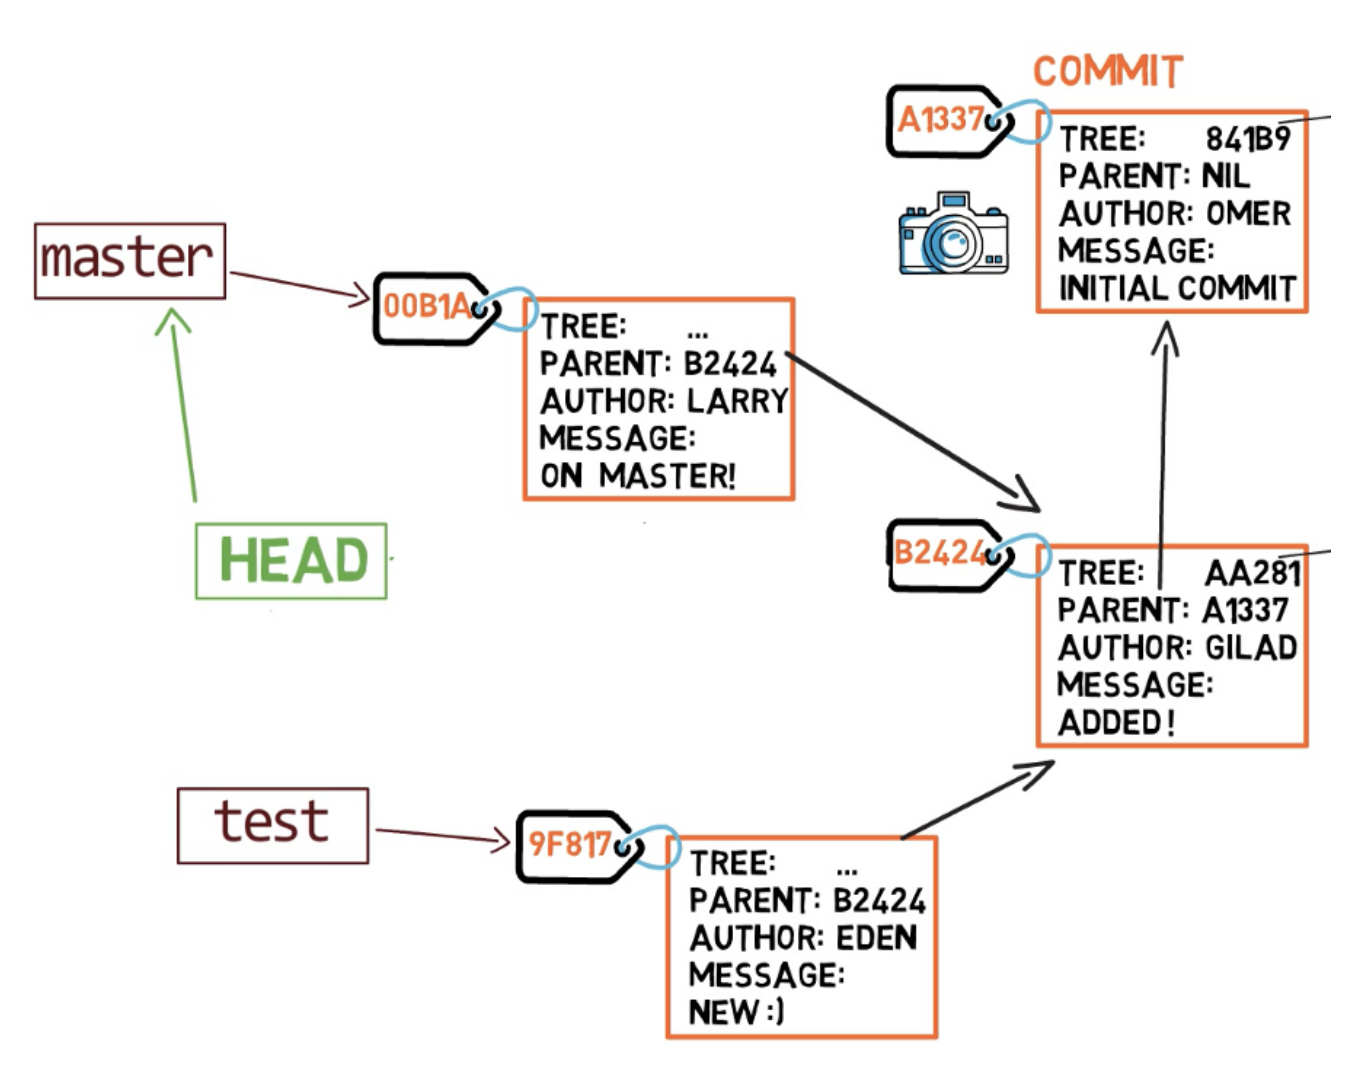 COMMIT
A1337
TREE: 841B9
PARENT: NIL
AUTHOR: OMER
MESSAGE:
INITIAL COMMIT
master
00B1A
TREE: ...
PARENT: B2424
AUTHOR: LARRY
MESSAGE:
ON MASTER!
HEAD
B2424
TREE: AA281
PARENT: A1337
AUTHOR: GILAD
MESSAGE:
ADDED!
test
9F817
TREE: ...
PARENT: B2424
AUTHOR: EDEN
MESSAGE:
NEW :)